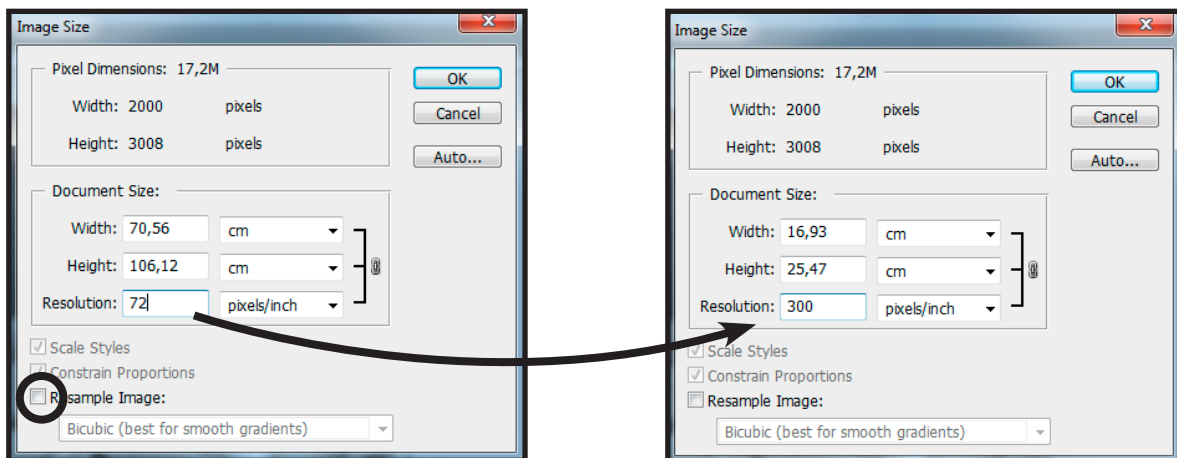 Image Size
Pixel Dimensions: 17,2M
Width: 2000 pixels
Height: 3008 pixels
OK
Cancel
Auto...
Document Size:
Width: 70,56 cm
Height: 106,12 cm
Resolution: 72 pixels/inch
Scale Styles
Constrain Proportions
Resample Image:
Bicubic (best for smooth gradients)
Image Size
Pixel Dimensions: 17,2M
Width: 2000 pixels
Height: 3008 pixels
OK
Cancel
Auto...
Document Size:
Width: 16,93 cm
Height: 25,47 cm
Resolution: 300 pixels/inch
Scale Styles
Constrain Proportions
Resample Image:
Bicubic (best for smooth gradients)